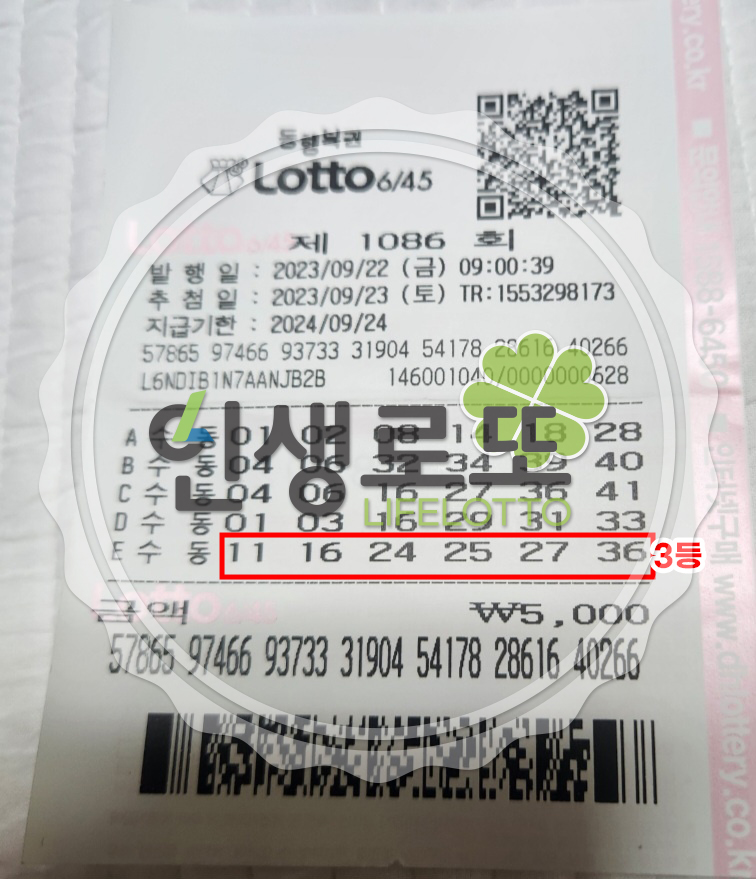 동행복권
Lotto 6/45
제 1086 회
발 행 일 : 2023/09/22 (금) 09:00:39
추 첨 일 : 2023/09/23 (토) TR:1553298173
지급기한 : 2024/09/24
57865 97466 93733 31904 54178 28616 40266
L6NDIB1N7AANJB2B 146001040/0000000628
인생로또
LIFELOTTO
A 수 동 01 02 08 14 18 28
B 수 동 04 06 32 34 39 40
C 수 동 04 06 16 27 36 41
D 수 동 01 03 16 29 33
E 수 동 11 16 24 25 27 36
3등
금액 ₩5,000
57865 97466 93733 31904 54178 28616 40266